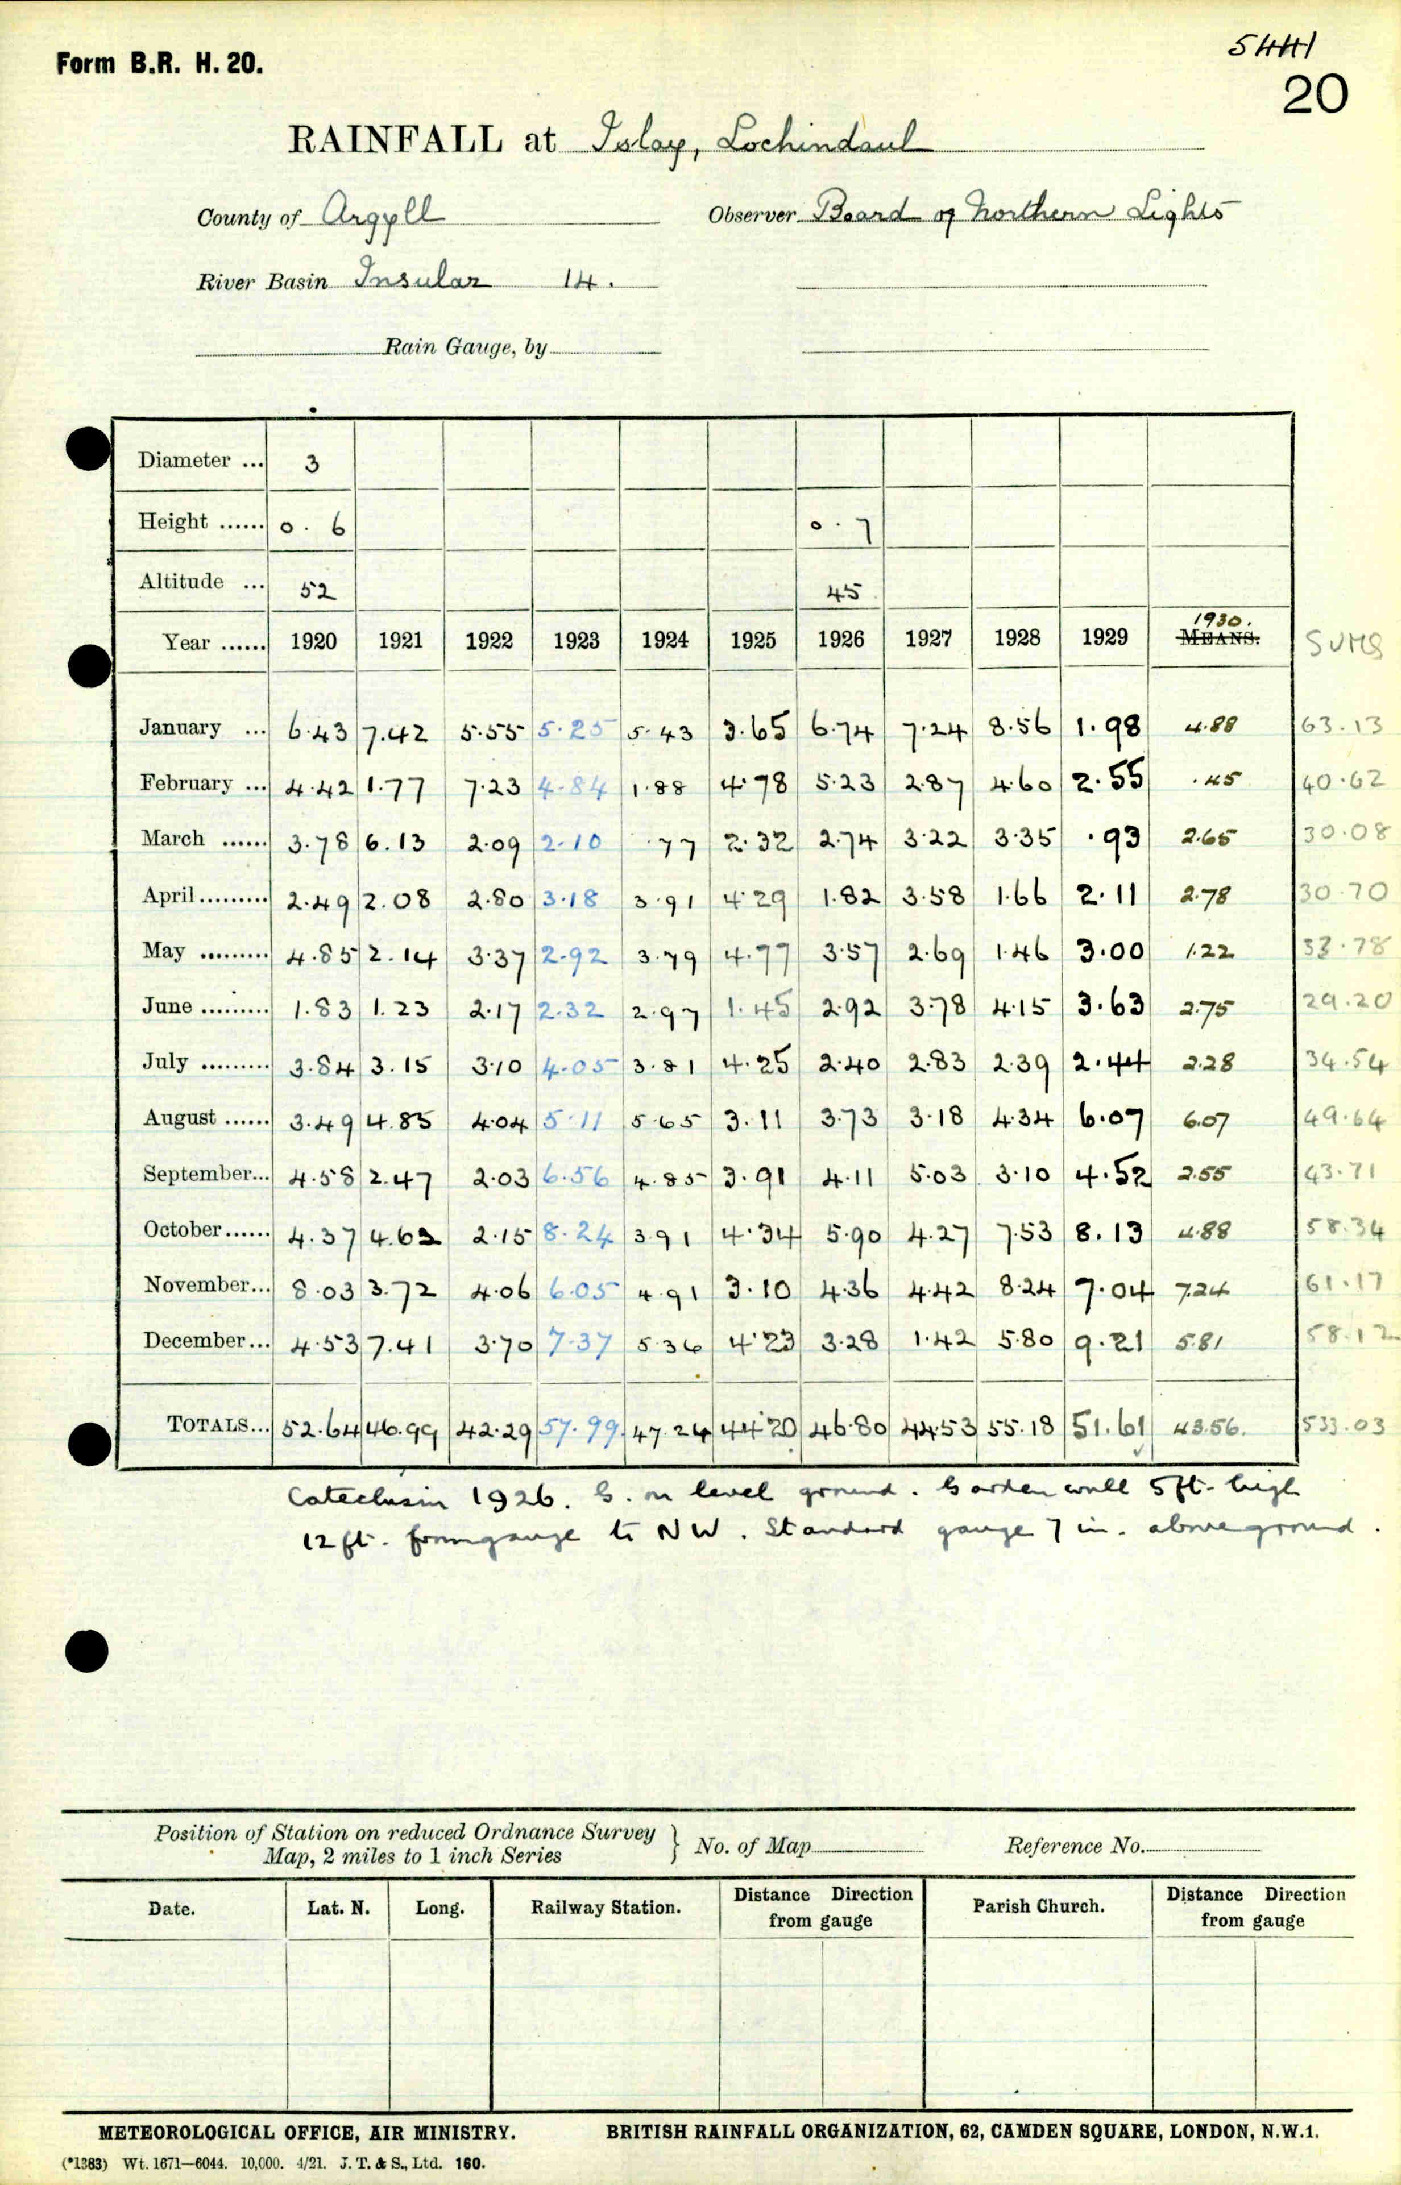 Form B.R. H. 20.
5441
20
RAINFALL at Islay, Lochindaul
County of Argyll Observer Board of Northern Lights
River Basin Insular 14.
Rain Gauge, by
Diameter ... 3
Height ...... 0. 6 0. 7
Altitude ... 52 45
Year ...... 1920 1921 1922 1923 1924 1925 1926 1927 1928 1929 1930. MEANS. SUMS
January ... 6.43 7.42 5.55 5.25 5.43 3.65 6.74 7.24 8.56 1.98 4.88 63.13
February ... 4.42 1.77 7.23 4.84 1.88 4.78 5.23 2.87 4.60 2.55 .45 40.62
March ...... 3.78 6.13 2.09 2.10 .77 2.32 2.74 3.22 3.35 .93 2.65 30.08
April ......... 2.49 2.08 2.80 3.18 3.91 4.29 1.82 3.58 1.66 2.11 2.78 30.70
May ......... 4.85 2.14 3.37 2.92 3.79 4.77 3.57 2.69 1.46 3.00 1.22 33.78
June ......... 1.83 1.23 2.17 2.32 2.97 1.45 2.92 3.78 4.15 3.63 2.75 29.20
July ......... 3.84 3.15 3.10 4.05 3.81 4.25 2.40 2.83 2.39 2.44 2.28 34.54
August ...... 3.49 4.85 4.04 5.11 5.65 3.11 3.73 3.18 4.34 6.07 6.07 49.64
September... 4.58 2.47 2.03 6.56 4.85 3.91 4.11 5.03 3.10 4.52 2.55 43.71
October...... 4.37 4.62 2.15 8.24 3.91 4.34 5.90 4.27 7.53 8.13 4.88 58.34
November... 8.03 3.72 4.06 6.05 4.91 3.10 4.36 4.42 8.24 7.04 7.24 61.17
December... 4.53 7.41 3.70 7.37 5.36 4.23 3.28 1.42 5.80 9.21 5.81 58.12
TOTALS... 52.64 46.99 42.29 57.99 47.24 44.20 46.80 44.53 55.18 51.61 43.56. 533.03
Catechism 1926. G. on level ground. Garden wall 5 ft. high
12 ft. from gauge to NW. Standard gauge 7 in. above ground.
Position of Station on reduced Ordnance Survey
Map, 2 miles to 1 inch Series } No. of Map Reference No.
Date. Lat. N. Long. Railway Station. Distance Direction from gauge Parish Church. Distance Direction from gauge
METEOROLOGICAL OFFICE, AIR MINISTRY. BRITISH RAINFALL ORGANIZATION, 62, CAMDEN SQUARE, LONDON, N.W.1.
(*1383) Wt. 1671—6044. 10,000. 4/21. J. T. & S., Ltd. 160.